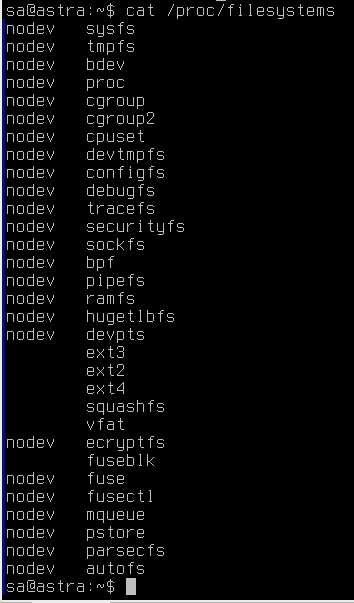 sa@astra:~$ cat /proc/filesystems
nodev   sysfs
nodev   tmpfs
nodev   bdev
nodev   proc
nodev   cgroup
nodev   cgroup2
nodev   cpuset
nodev   devtmpfs
nodev   configfs
nodev   debugfs
nodev   tracefs
nodev   securityfs
nodev   sockfs
nodev   bpf
nodev   pipefs
nodev   ramfs
nodev   hugetlbfs
nodev   devpts
        ext3
        ext2
        ext4
        squashfs
        vfat
nodev   ecryptfs
        fuseblk
nodev   fuse
nodev   fusectl
nodev   mqueue
nodev   pstore
nodev   parsecfs
nodev   autofs
sa@astra:~$